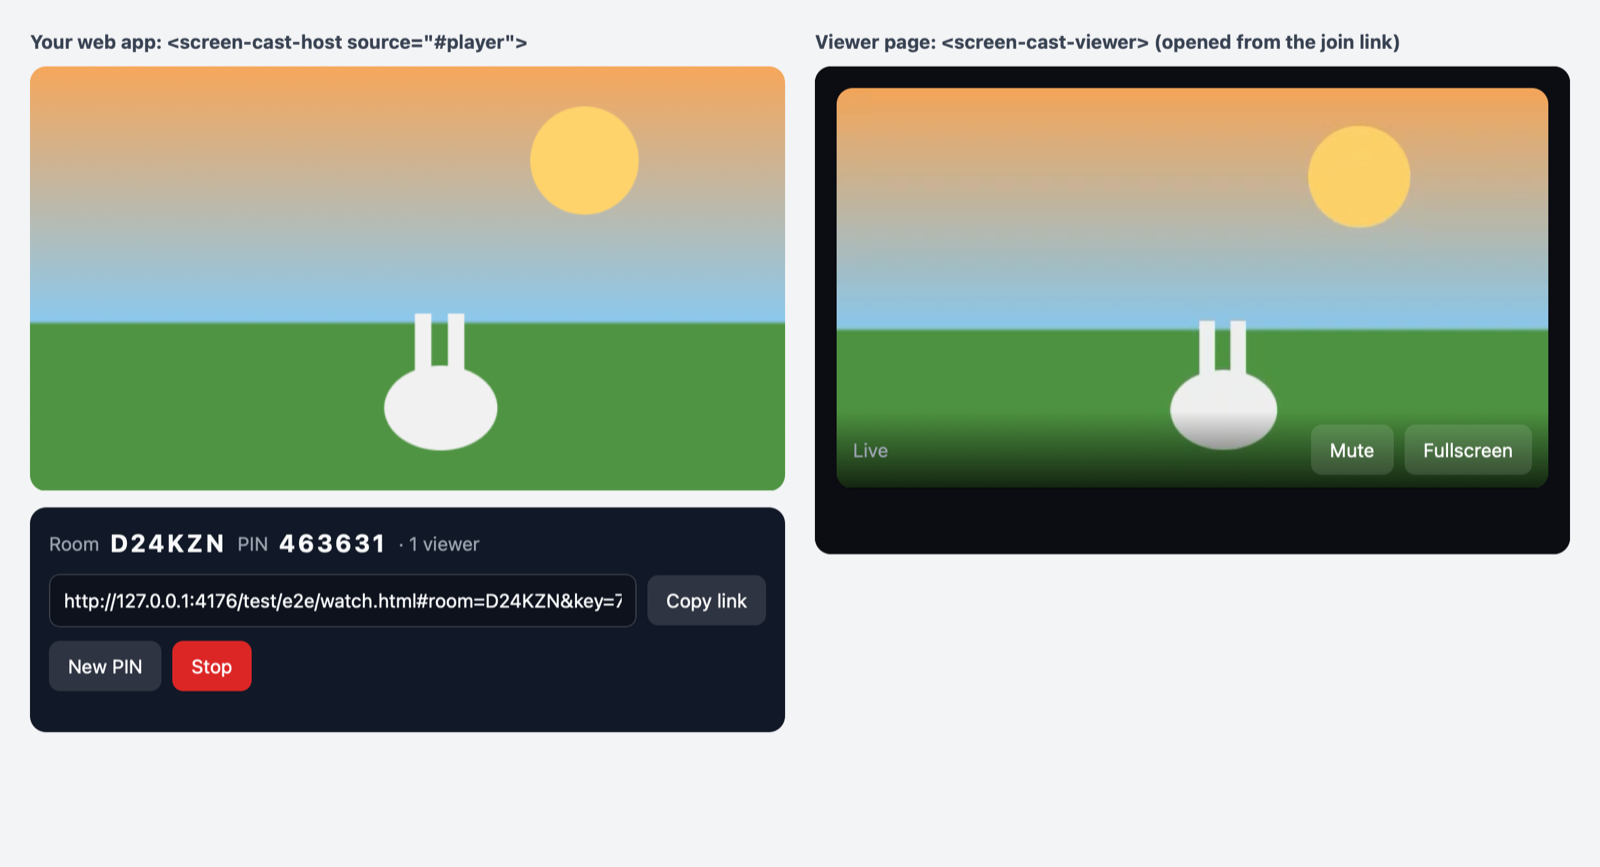 Your web app: <screen-cast-host source="#player">
Room D24KZN PIN 463631 · 1 viewer
http://127.0.0.1:4176/test/e2e/watch.html#room=D24KZN&key=7
Copy link
New PIN
Stop
Viewer page: <screen-cast-viewer> (opened from the join link)
Live
Mute
Fullscreen